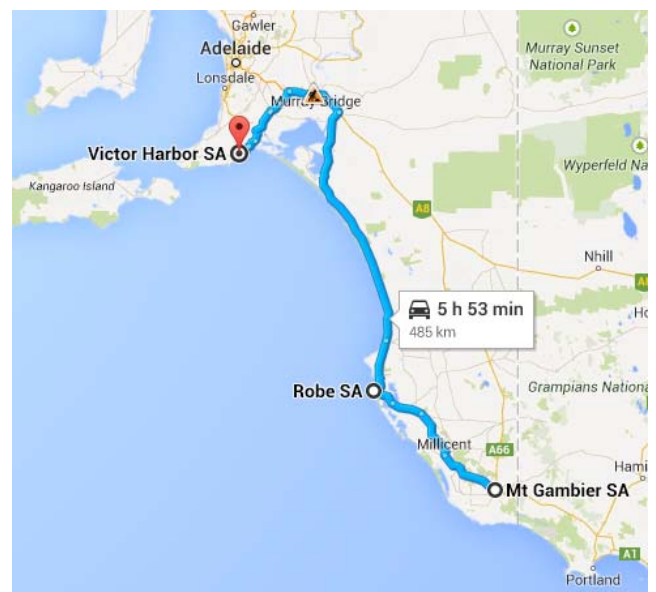 Gawler
Adelaide
Murray Sunset
National Park
Lonsdale
Murray Bridge
Victor Harbor SA
Wyperfeld Na
Kangaroo Island
A8
Nhill
5 h 53 min
485 km
Robe SA
Grampians Nationa
Millicent
A66
Hami
Mt Gambier SA
A1
Portland